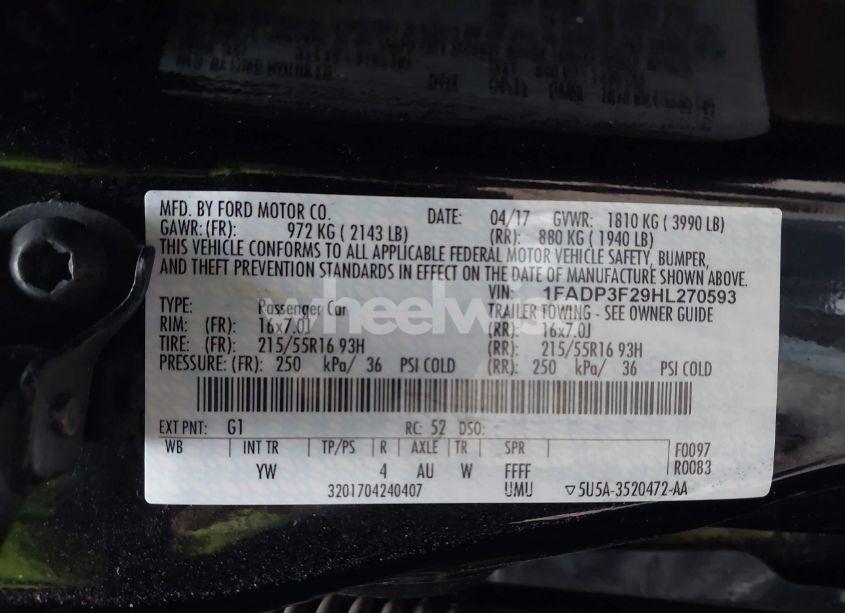 MFD. BY FORD MOTOR CO. DATE: 04/17 GVWR: 1810 KG ( 3990 LB)
GAWR: (FR): 972 KG ( 2143 LB) (RR): 880 KG ( 1940 LB)
THIS VEHICLE CONFORMS TO ALL APPLICABLE FEDERAL MOTOR VEHICLE SAFETY, BUMPER,
AND THEFT PREVENTION STANDARDS IN EFFECT ON THE DATE OF MANUFACTURE SHOWN ABOVE.
VIN: 1FADP3F29HL270593
TYPE: Passenger Car TRAILER TOWING - SEE OWNER GUIDE
RIM: (FR): 16x7.0J (RR): 16x7.0J
TIRE: (FR): 215/55R16 93H (RR): 215/55R16 93H
PRESSURE: (FR): 250 kPa/ 36 PSI COLD (RR): 250 kPa/ 36 PSI COLD
EXT PNT: G1 RC: 52 DSO:
WB INT TR TP/PS R AXLE TR SPR F0097
YW 4 AU W FFFF R0083
3201704240407 UMU ▽5U5A-3520472-AA
wheelwis